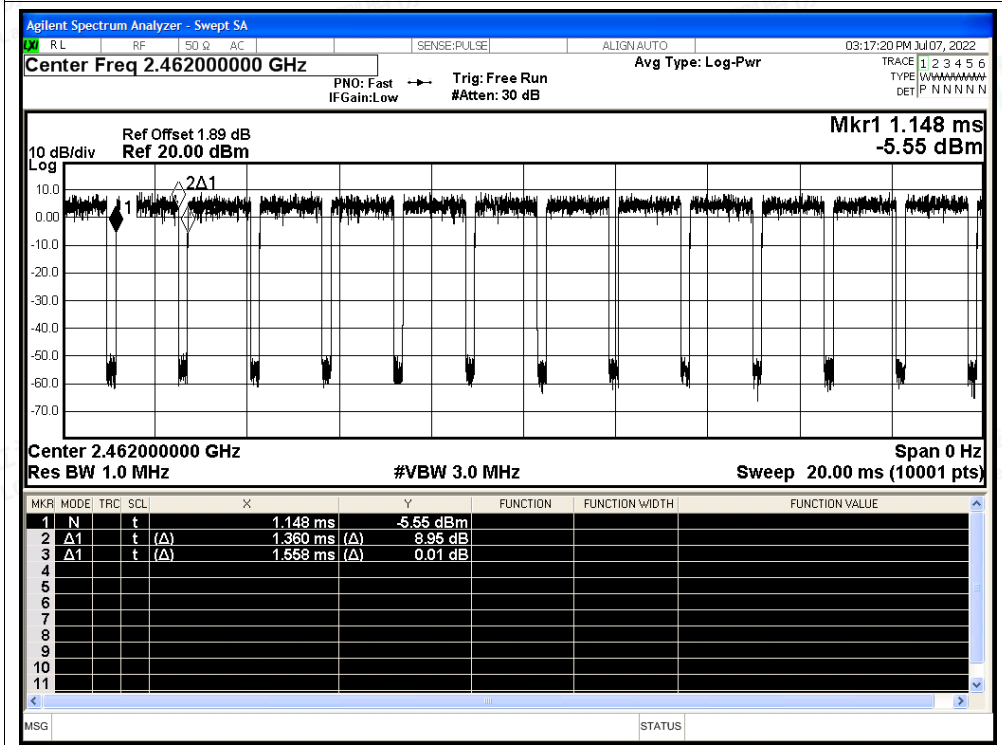 Agilent Spectrum Analyzer - Swept SA
LXI RL RF 50 Ω AC SENSE:PULSE ALIGN AUTO 03:17:20 PM Jul 07, 2022
Center Freq 2.462000000 GHz Avg Type: Log-Pwr TRACE 1 2 3 4 5 6
PNO: Fast Trig: Free Run TYPE WWWWWW
IFGain:Low #Atten: 30 dB DET P N N N N N
Mkr1 1.148 ms
Ref Offset 1.89 dB
10 dB/div Ref 20.00 dBm -5.55 dBm
Log
2Δ1
10.0
1
0.00
-10.0
-20.0
-30.0
-40.0
-50.0
-60.0
-70.0
Center 2.462000000 GHz Span 0 Hz
Res BW 1.0 MHz #VBW 3.0 MHz Sweep 20.00 ms (10001 pts)
MKR MODE TRC SCL X Y FUNCTION FUNCTION WIDTH FUNCTION VALUE
1 N t 1.148 ms -5.55 dBm
2 Δ1 t (Δ) 1.360 ms (Δ) 8.95 dB
3 Δ1 t (Δ) 1.558 ms (Δ) 0.01 dB
4
5
6
7
8
9
10
11
MSG STATUS